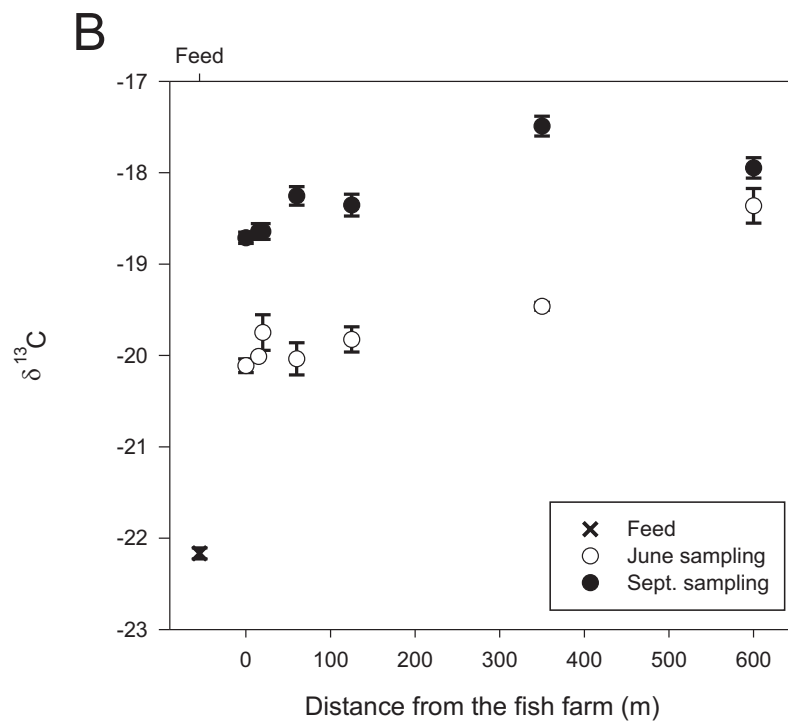 B
Feed
-17
-18
-19
-20
-21
-22
-23
δ ¹³C
Feed
June sampling
Sept. sampling
0 100 200 300 400 500 600
Distance from the fish farm (m)